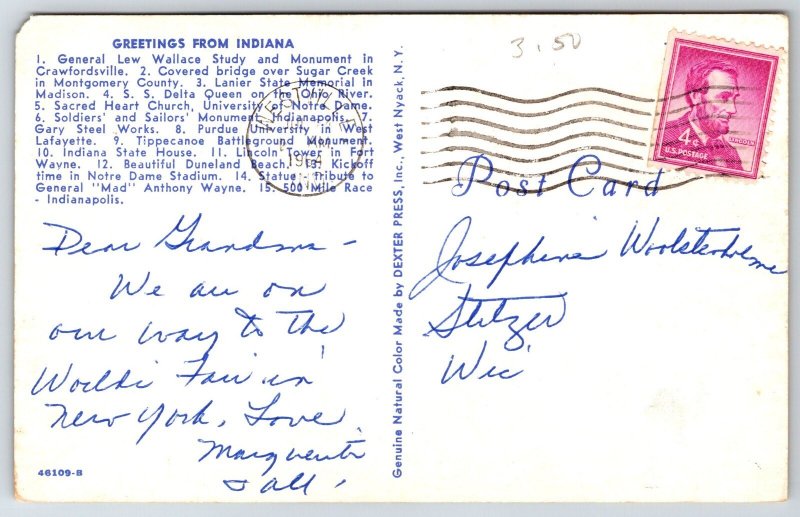 GREETINGS FROM INDIANA
1. General Lew Wallace Study and Monument in
Crawfordsville. 2. Covered bridge over Sugar Creek
in Montgomery County. 3. Lanier State Memorial in
Madison. 4. S. S. Delta Queen on the Ohio River.
5. Sacred Heart Church, University of Notre Dame.
6. Soldiers' and Sailors' Monument, Indianapolis. 7.
Gary Steel Works. 8. Purdue University in West
Lafayette. 9. Tippecanoe Battleground Monument.
10. Indiana State House. 11. Lincoln Tower in Fort
Wayne. 12. Beautiful Duneland Beach. 13. Kickoff
time in Notre Dame Stadium. 14. Statue - tribute to
General "Mad" Anthony Wayne. 15. 500 Mile Race
- Indianapolis.
Dear Grandma -
We are on
our way to the
Worlds Fair in
New York. Love
Marguerite
& all!
46109-B
Genuine Natural Color Made by DEXTER PRESS, Inc., West Nyack, N. Y.
3.50
4¢
LINCOLN
U.S. POSTAGE
Post Card
Josephine Woolstenholme
Stitzer
Wis